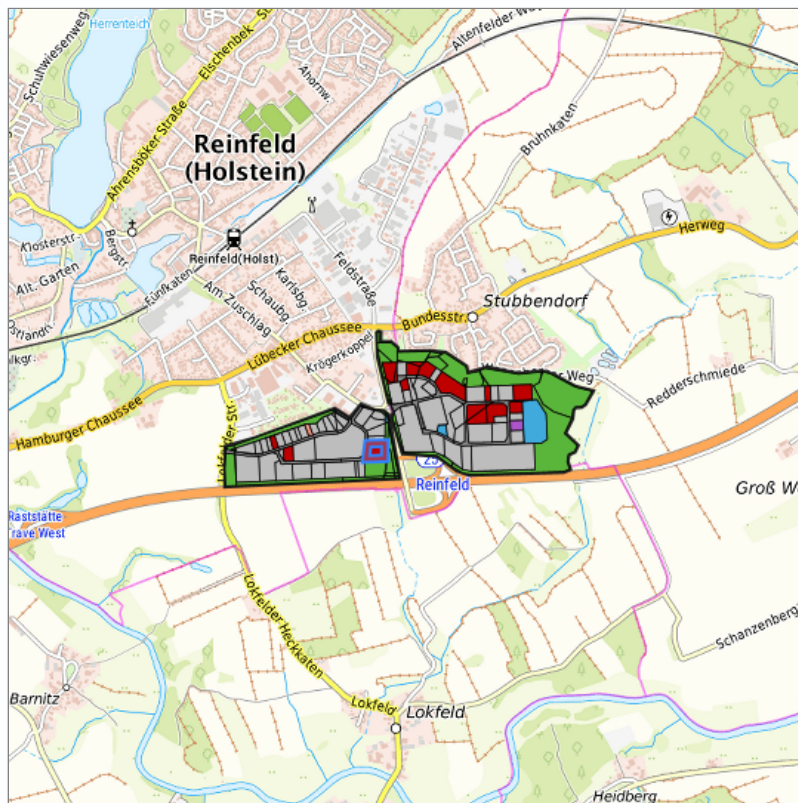 Herrenteich
Schuhwiesenweg
Elschenbek
Altenfelder
Ahornw.
Ahrensböker Straße
Reinfeld
(Holstein)
Bruhnkaten
Klosterstr.
Bergstr.
Reinfeld(Holst)
Feldstraße
Herweg
Alt. Garten
Fünfkaten
Karlsbg.
Schaubg.
Am Zuschlag
Stubbendorf
Bundesstr.
Lübecker Chaussee
Krögerkoppel
Weg
Redderschmiede
Hamburger Chaussee
Lokfelder Str.
Reinfeld
Groß
Raststätte
Trave West
Lokfelder Heckkaten
Schanzenberg
Barnitz
Lokfeld
Lokfeld
Heidberg